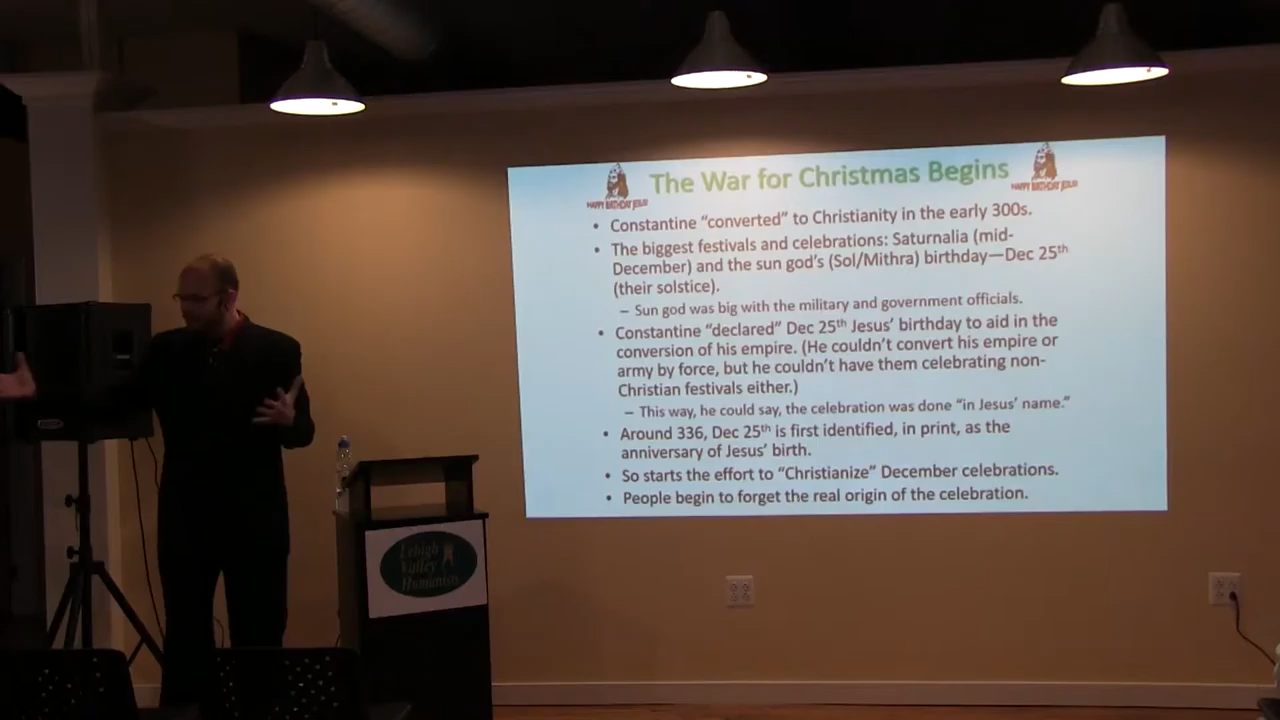 The War for Christmas Begins
HAPPY BIRTHDAY JESUS
HAPPY BIRTHDAY JESUS
• Constantine “converted” to Christianity in the early 300s.
• The biggest festivals and celebrations: Saturnalia (mid-
December) and the sun god’s (Sol/Mithra) birthday—Dec 25th
(their solstice).
– Sun god was big with the military and government officials.
• Constantine “declared” Dec 25th Jesus’ birthday to aid in the
conversion of his empire. (He couldn’t convert his empire or
army by force, but he couldn’t have them celebrating non-
Christian festivals either.)
– This way, he could say, the celebration was done “in Jesus’ name.”
• Around 336, Dec 25th is first identified, in print, as the
anniversary of Jesus’ birth.
• So starts the effort to “Christianize” December celebrations.
• People begin to forget the real origin of the celebration.
Lehigh
Valley
Humanists